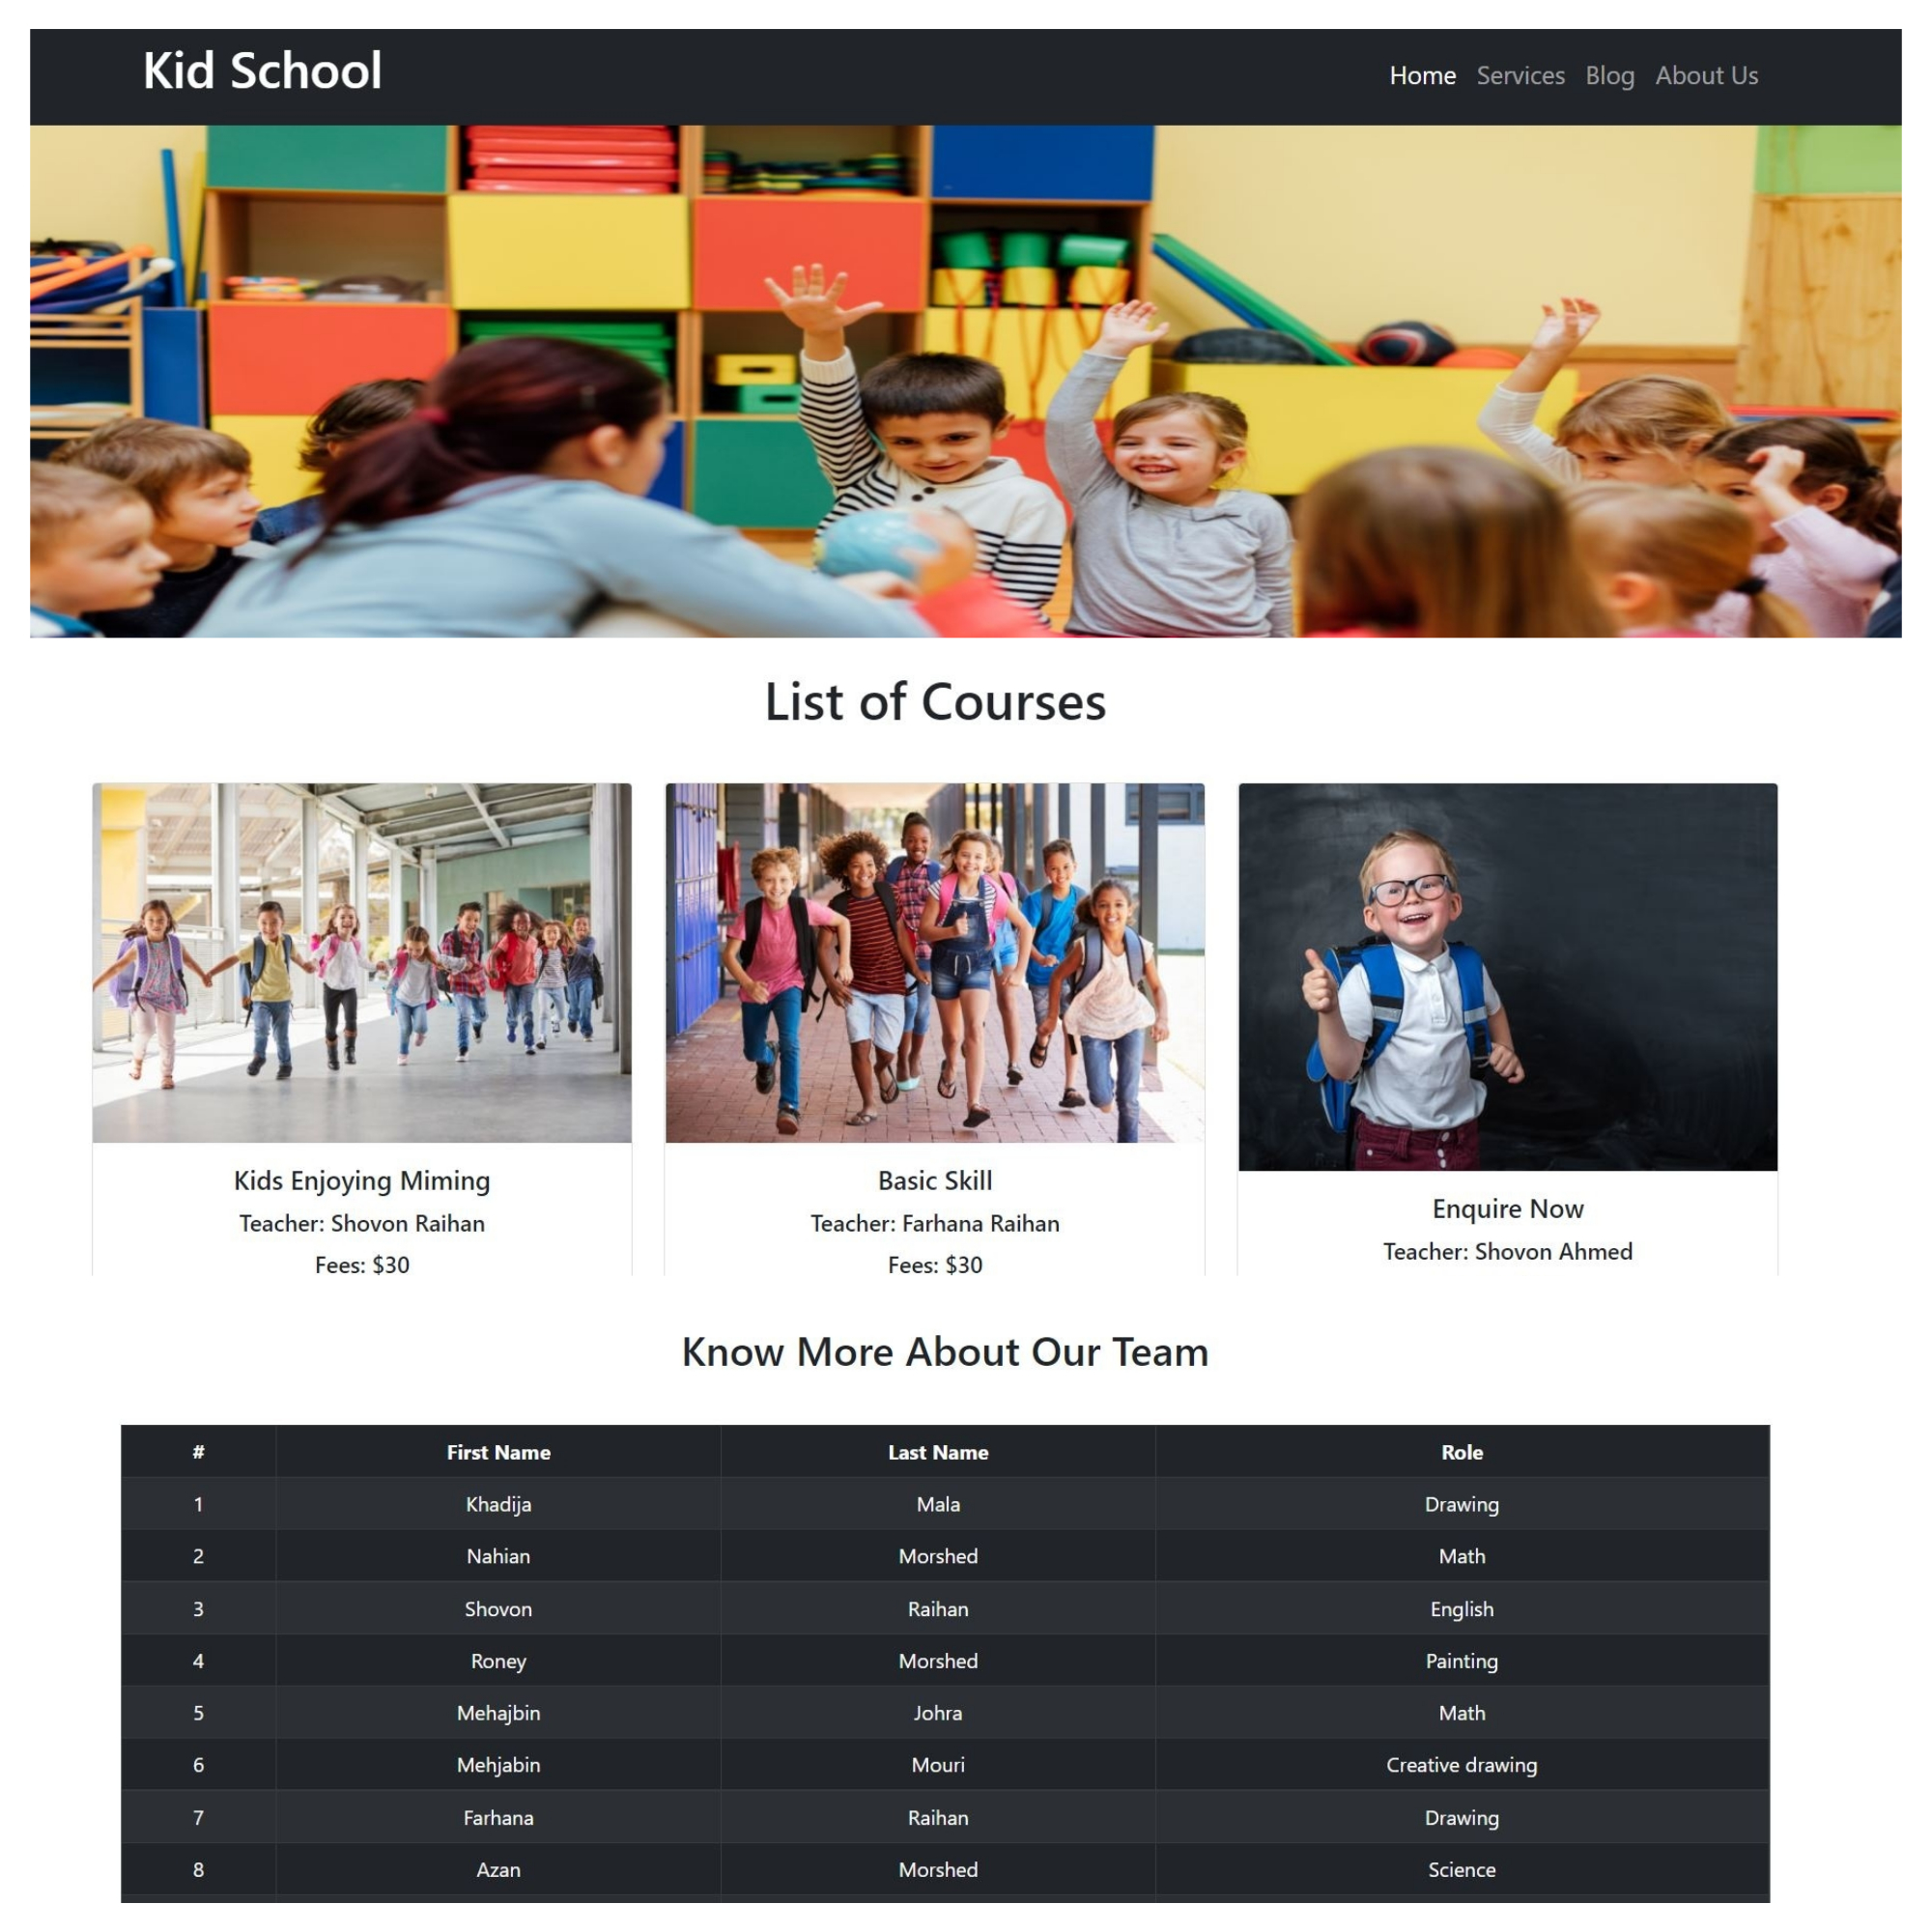 Kid School
Home Services Blog About Us
List of Courses
Kids Enjoying Miming
Teacher: Shovon Raihan
Fees: $30
Basic Skill
Teacher: Farhana Raihan
Fees: $30
Enquire Now
Teacher: Shovon Ahmed
Know More About Our Team
# First Name Last Name Role
1 Khadija Mala Drawing
2 Nahian Morshed Math
3 Shovon Raihan English
4 Roney Morshed Painting
5 Mehajbin Johra Math
6 Mehjabin Mouri Creative drawing
7 Farhana Raihan Drawing
8 Azan Morshed Science